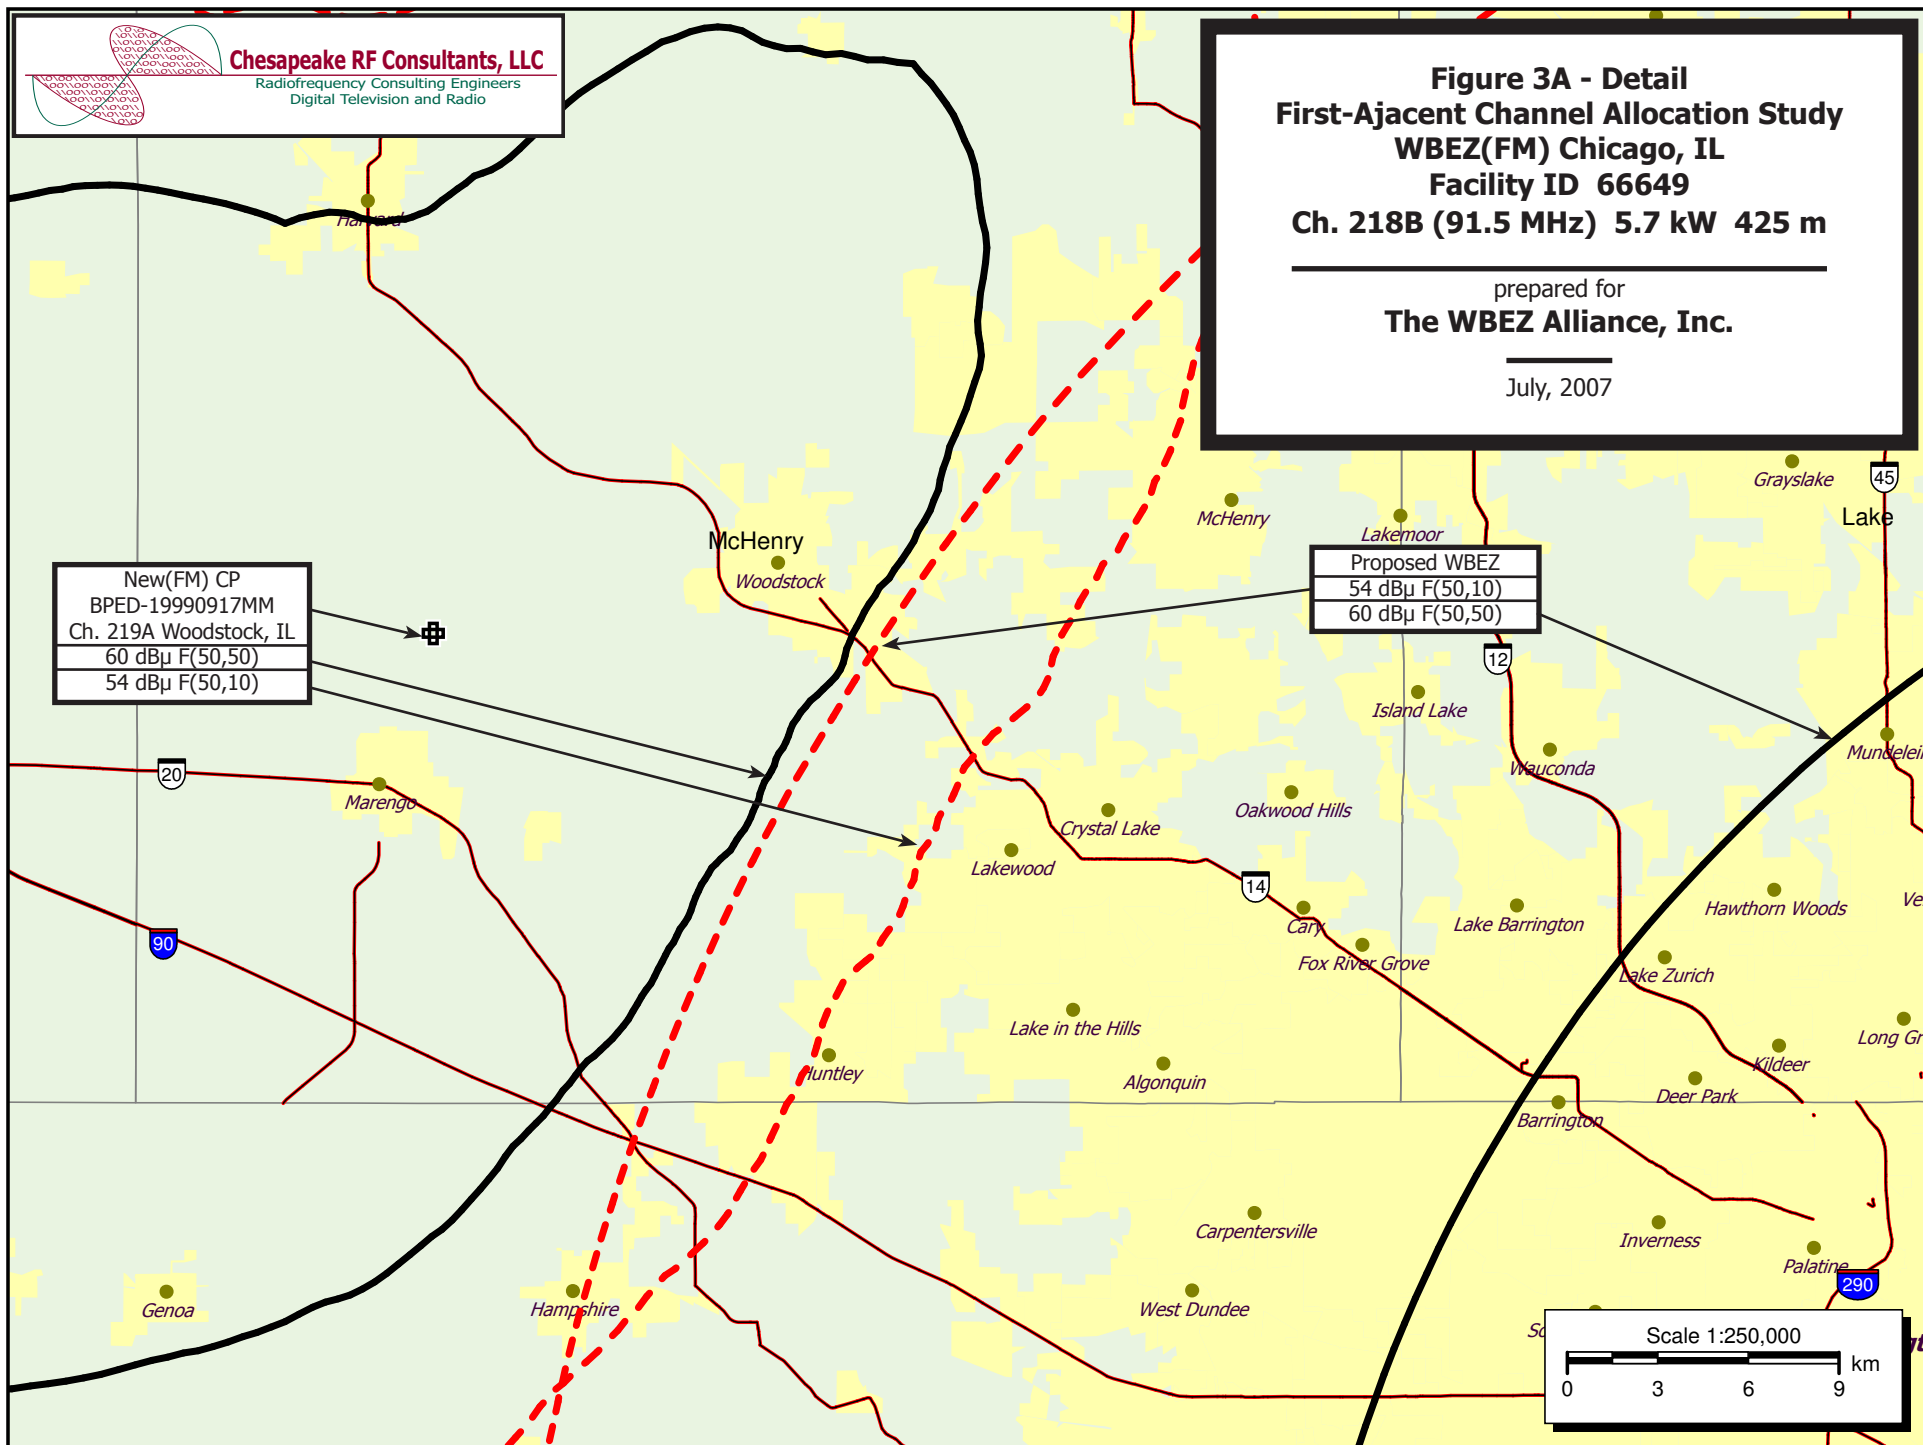 Chesapeake RF Consultants, LLC
Radiofrequency Consulting Engineers
Digital Television and Radio
Figure 3A - Detail
First-Ajacent Channel Allocation Study
WBEZ(FM) Chicago, IL
Facility ID 66649
Ch. 218B (91.5 MHz) 5.7 kW 425 m
prepared for
The WBEZ Alliance, Inc.
July, 2007
Harvard
Grayslake
45
McHenry
Lake
Lakemoor
McHenry
Woodstock
New(FM) CP
BPED-19990917MM
Ch. 219A Woodstock, IL
60 dBµ F(50,50)
54 dBµ F(50,10)
Proposed WBEZ
54 dBµ F(50,10)
60 dBµ F(50,50)
12
Island Lake
Mundelein
Wauconda
20
Marengo
Oakwood Hills
Crystal Lake
Lakewood
14
Hawthorn Woods
Cary
Lake Barrington
90
Fox River Grove
Lake Zurich
Lake in the Hills
Long Gr
Huntley
Algonquin
Kildeer
Deer Park
Barrington
Carpentersville
Inverness
Palatine
290
Genoa
Hampshire
West Dundee
Scale 1:250,000
km
0 3 6 9